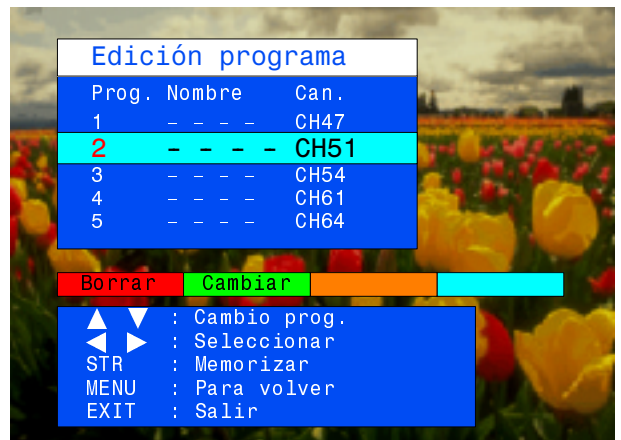 Edición programa
Prog. Nombre Can.
1 - - - - CH47
2 - - - - CH51
3 - - - - CH54
4 - - - - CH61
5 - - - - CH64
Borrar Cambiar
▲ ▼ : Cambio prog.
◀ ▶ : Seleccionar
STR : Memorizar
MENU : Para volver
EXIT : Salir